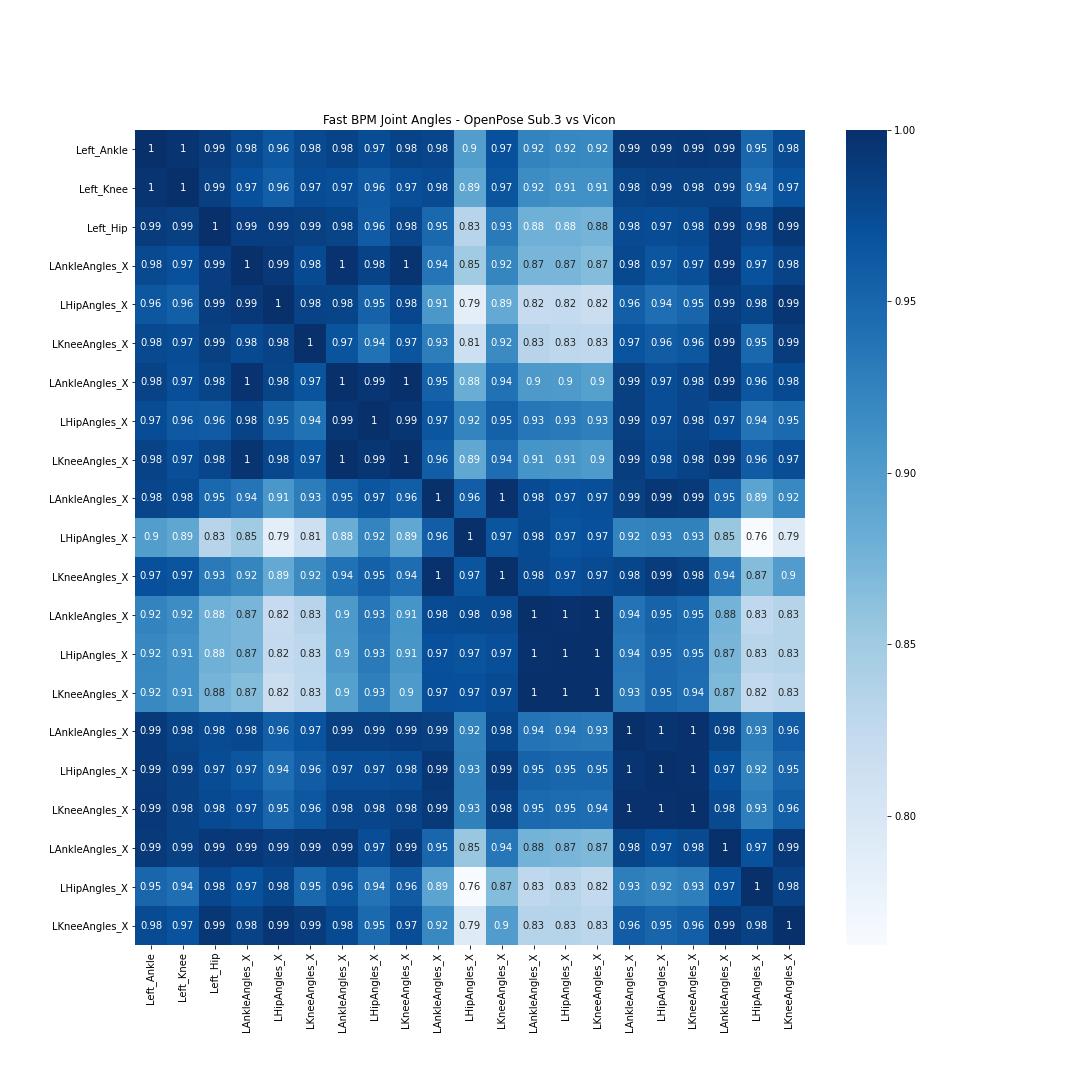 Fast BPM Joint Angles - OpenPose Sub.3 vs Vicon
Left_Ankle 1 1 0.99 0.98 0.96 0.98 0.98 0.97 0.98 0.98 0.9 0.97 0.92 0.92 0.92 0.99 0.99 0.99 0.99 0.95 0.98
Left_Knee 1 1 0.99 0.97 0.96 0.97 0.97 0.96 0.97 0.98 0.89 0.97 0.92 0.91 0.91 0.98 0.99 0.98 0.99 0.94 0.97
Left_Hip 0.99 0.99 1 0.99 0.99 0.99 0.98 0.96 0.98 0.95 0.83 0.93 0.88 0.88 0.88 0.98 0.97 0.98 0.99 0.98 0.99
LAnkleAngles_X 0.98 0.97 0.99 1 0.99 0.98 1 0.98 1 0.94 0.85 0.92 0.87 0.87 0.87 0.98 0.97 0.97 0.99 0.97 0.98
LHipAngles_X 0.96 0.96 0.99 0.99 1 0.98 0.98 0.95 0.98 0.91 0.79 0.89 0.82 0.82 0.82 0.96 0.94 0.95 0.99 0.98 0.99
LKneeAngles_X 0.98 0.97 0.99 0.98 0.98 1 0.97 0.94 0.97 0.93 0.81 0.92 0.83 0.83 0.83 0.97 0.96 0.96 0.99 0.95 0.99
LAnkleAngles_X 0.98 0.97 0.98 1 0.98 0.97 1 0.99 1 0.95 0.88 0.94 0.9 0.9 0.9 0.99 0.97 0.98 0.99 0.96 0.98
LHipAngles_X 0.97 0.96 0.96 0.98 0.95 0.94 0.99 1 0.99 0.97 0.92 0.95 0.93 0.93 0.93 0.99 0.97 0.98 0.97 0.94 0.95
LKneeAngles_X 0.98 0.97 0.98 1 0.98 0.97 1 0.99 1 0.96 0.89 0.94 0.91 0.91 0.9 0.99 0.98 0.98 0.99 0.96 0.97
LAnkleAngles_X 0.98 0.98 0.95 0.94 0.91 0.93 0.95 0.97 0.96 1 0.96 1 0.98 0.97 0.97 0.99 0.99 0.99 0.95 0.89 0.92
LHipAngles_X 0.9 0.89 0.83 0.85 0.79 0.81 0.88 0.92 0.89 0.96 1 0.97 0.98 0.97 0.97 0.92 0.93 0.93 0.85 0.76 0.79
LKneeAngles_X 0.97 0.97 0.93 0.92 0.89 0.92 0.94 0.95 0.94 1 0.97 1 0.98 0.97 0.97 0.98 0.99 0.98 0.94 0.87 0.9
LAnkleAngles_X 0.92 0.92 0.88 0.87 0.82 0.83 0.9 0.93 0.91 0.98 0.98 0.98 1 1 1 0.94 0.95 0.95 0.88 0.83 0.83
LHipAngles_X 0.92 0.91 0.88 0.87 0.82 0.83 0.9 0.93 0.91 0.97 0.97 0.97 1 1 1 0.94 0.95 0.95 0.87 0.83 0.83
LKneeAngles_X 0.92 0.91 0.88 0.87 0.82 0.83 0.9 0.93 0.9 0.97 0.97 0.97 1 1 1 0.93 0.95 0.94 0.87 0.82 0.83
LAnkleAngles_X 0.99 0.98 0.98 0.98 0.96 0.97 0.99 0.99 0.99 0.99 0.92 0.98 0.94 0.94 0.93 1 1 1 0.98 0.93 0.96
LHipAngles_X 0.99 0.99 0.97 0.97 0.94 0.96 0.97 0.97 0.98 0.99 0.93 0.99 0.95 0.95 0.95 1 1 1 0.97 0.92 0.95
LKneeAngles_X 0.99 0.98 0.98 0.97 0.95 0.96 0.98 0.98 0.98 0.99 0.93 0.98 0.95 0.95 0.94 1 1 1 0.98 0.93 0.96
LAnkleAngles_X 0.99 0.99 0.99 0.99 0.99 0.99 0.99 0.97 0.99 0.95 0.85 0.94 0.88 0.87 0.87 0.98 0.97 0.98 1 0.97 0.99
LHipAngles_X 0.95 0.94 0.98 0.97 0.98 0.95 0.96 0.94 0.96 0.89 0.76 0.87 0.83 0.83 0.82 0.93 0.92 0.93 0.97 1 0.98
LKneeAngles_X 0.98 0.97 0.99 0.98 0.99 0.99 0.98 0.95 0.97 0.92 0.79 0.9 0.83 0.83 0.83 0.96 0.95 0.96 0.99 0.98 1
Left_Ankle
Left_Knee
Left_Hip
LAnkleAngles_X
LHipAngles_X
LKneeAngles_X
LAnkleAngles_X
LHipAngles_X
LKneeAngles_X
LAnkleAngles_X
LHipAngles_X
LKneeAngles_X
LAnkleAngles_X
LHipAngles_X
LKneeAngles_X
LAnkleAngles_X
LHipAngles_X
LKneeAngles_X
LAnkleAngles_X
LHipAngles_X
LKneeAngles_X
1.00
0.95
0.90
0.85
0.80